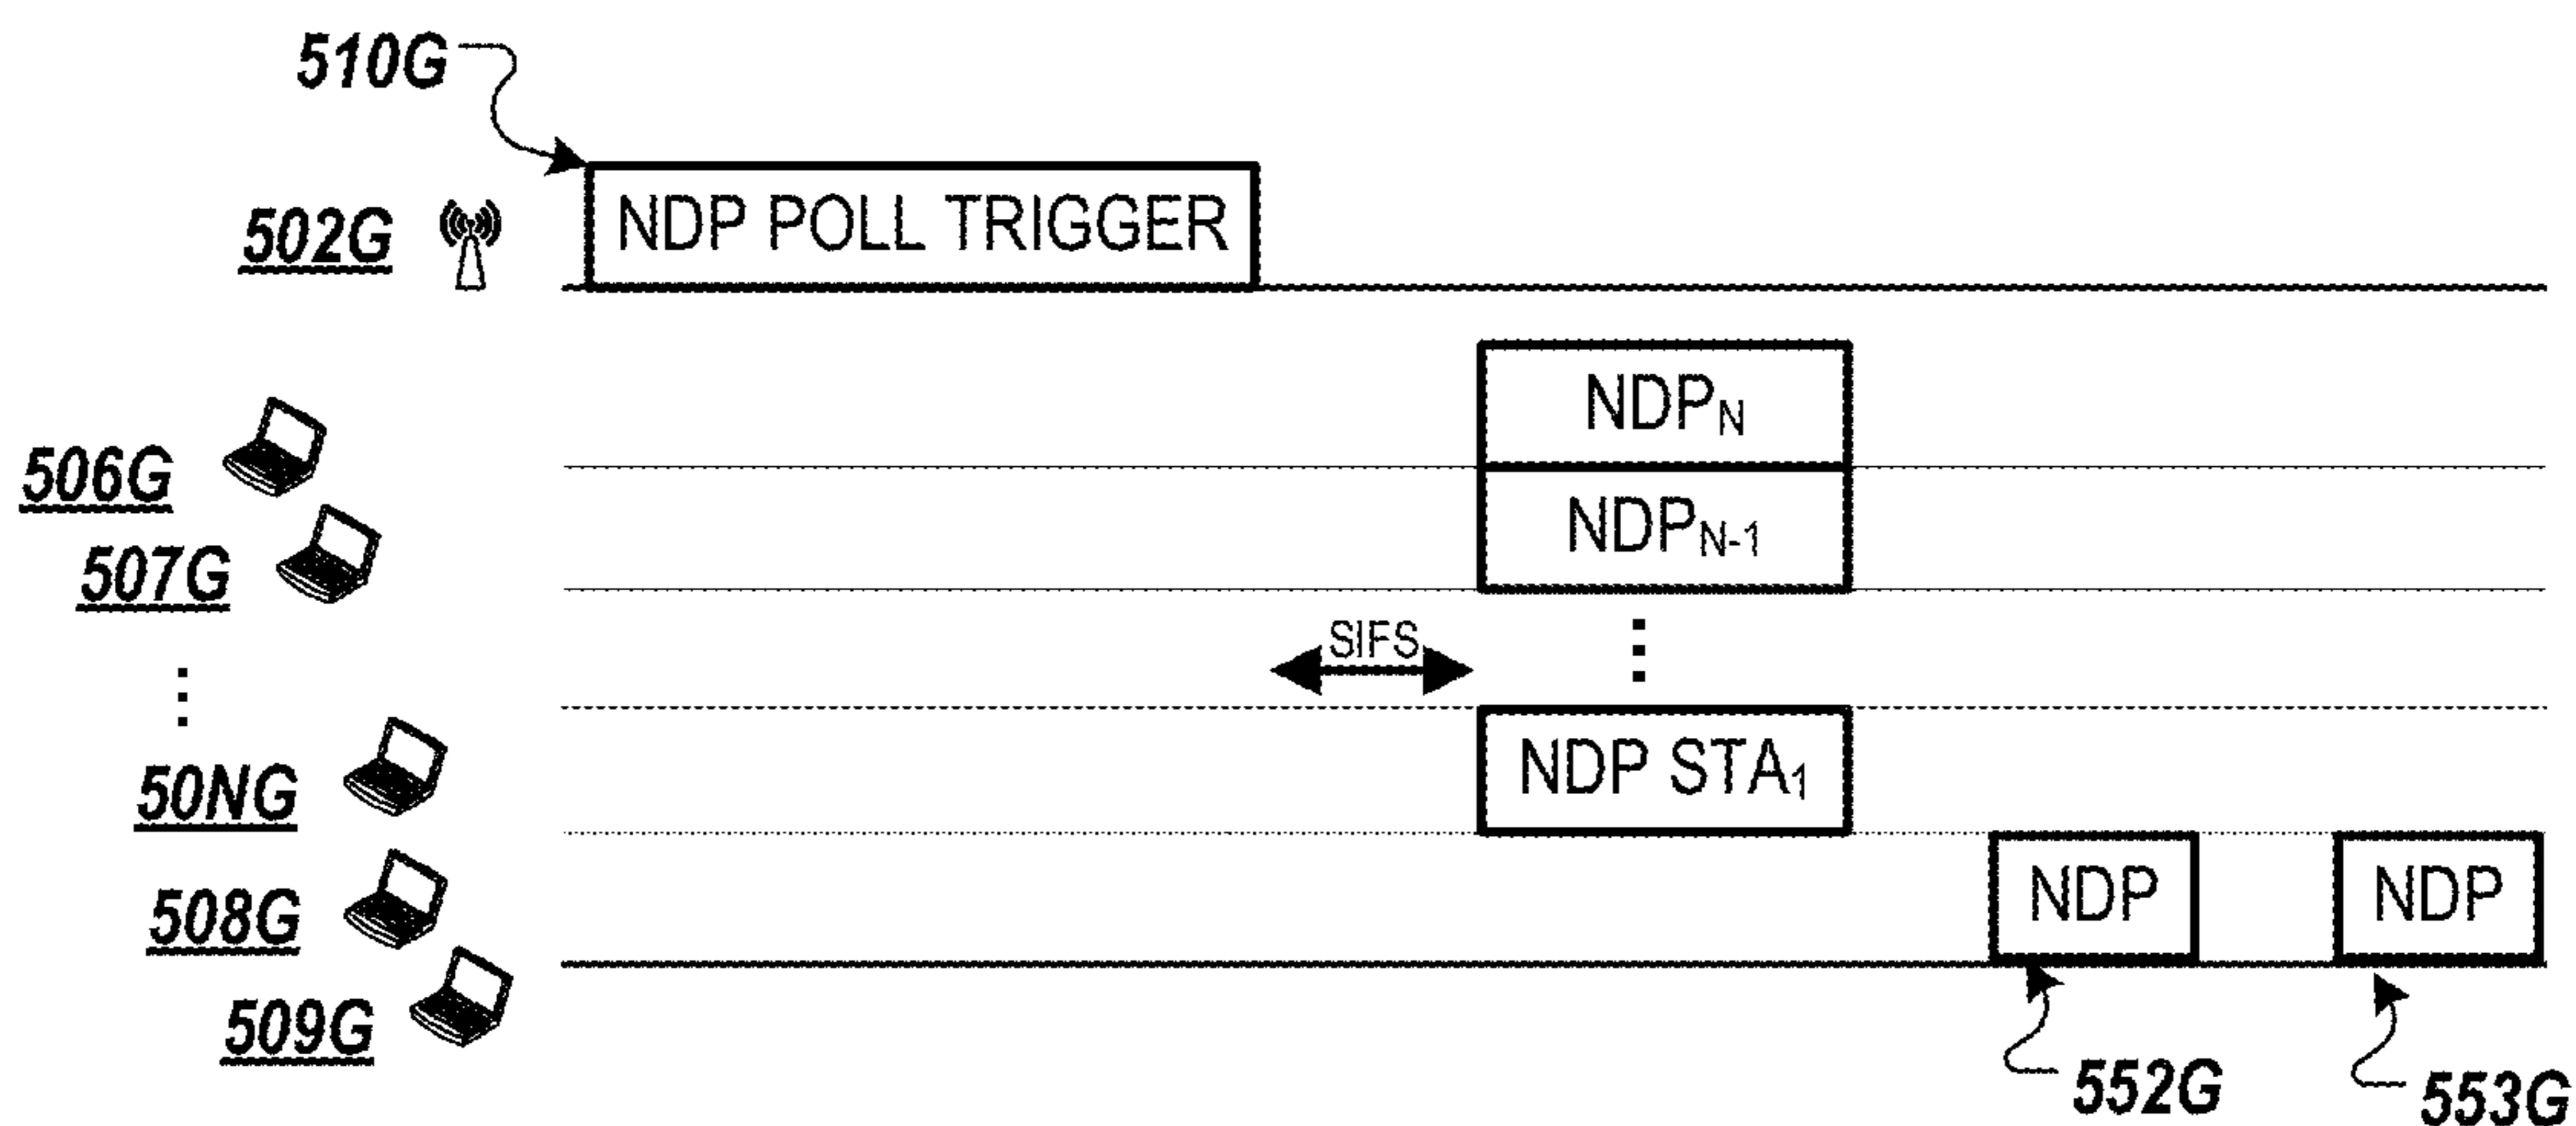 510G
502G
NDP POLL TRIGGER
NDPN
506G
NDPN-1
507G
SIFS
50NG
NDP STA1
508G
NDP
NDP
509G
552G
553G